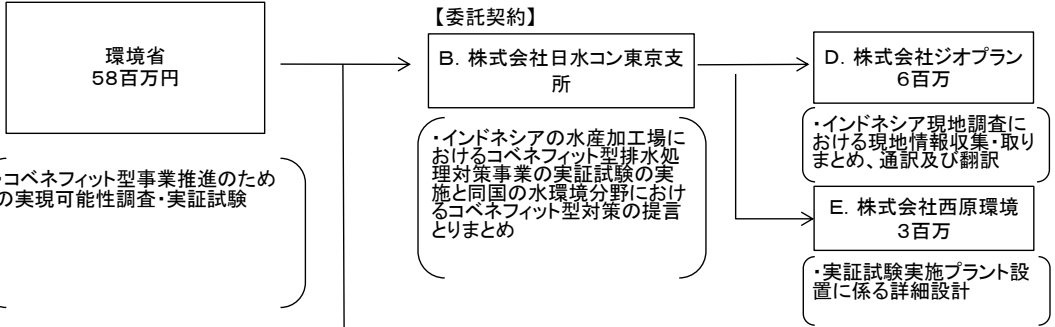 【委託契約】
環境省
58百万円
B. 株式会社日水コン東京支
所
D. 株式会社ジオプラン
6百万
・コベネフィット型事業推進のため
の実現可能性調査・実証試験
・インドネシアの水産加工場に
おけるコベネフィット型排水処
理対策事業の実証試験の実
施と同国の水環境分野におけ
るコベネフィット型対策の提言
とりまとめ
・インドネシア現地調査に
おける現地情報収集・取り
まとめ、通訳及び翻訳
E. 株式会社西原環境
3百万
・実証試験実施プラント設
置に係る詳細設計